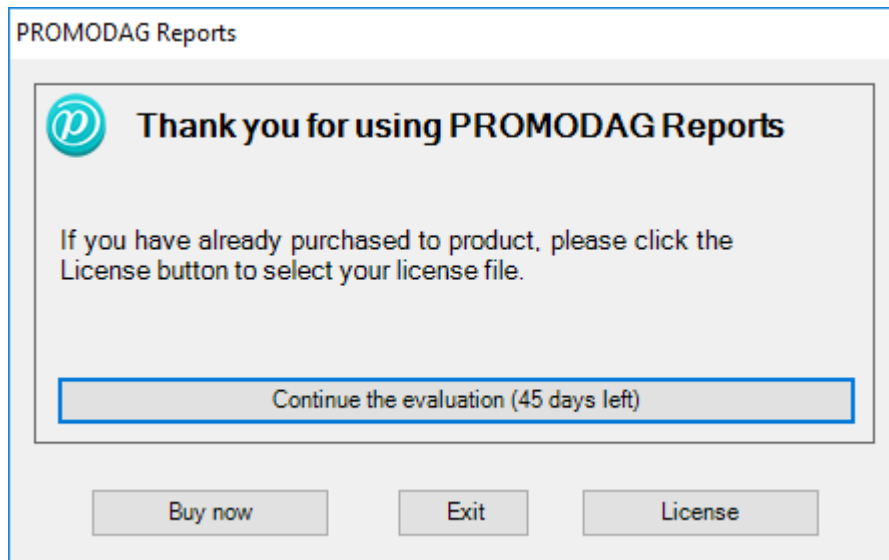 PROMODAG Reports
Thank you for using PROMODAG Reports
If you have already purchased to product, please click the
License button to select your license file.
Continue the evaluation (45 days left)
Buy now
Exit
License